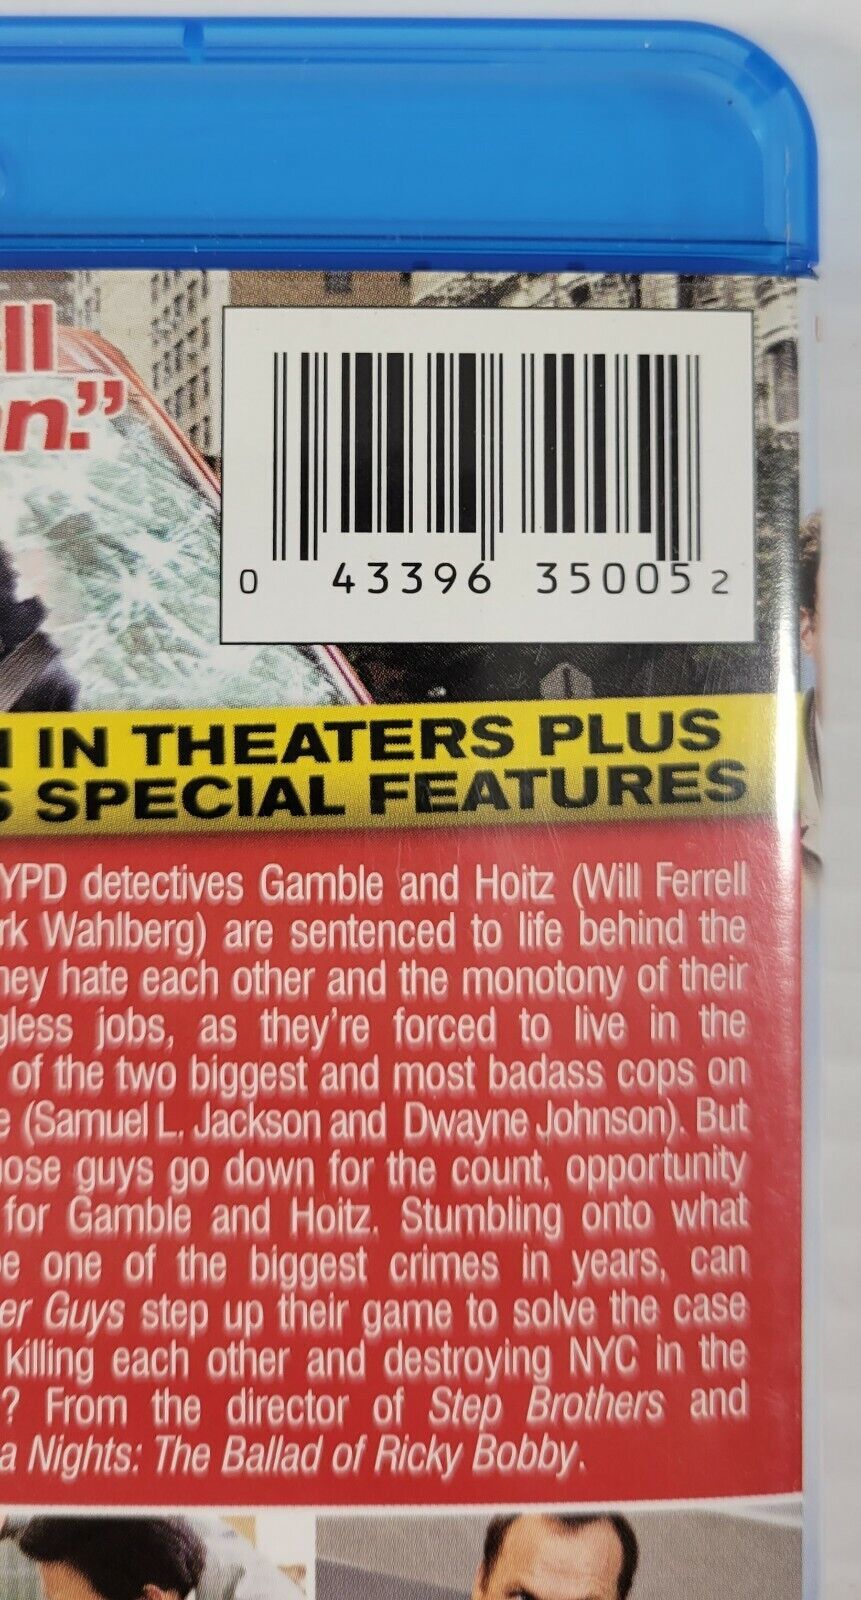 ll
n."
0 43396 35005 2
IN THEATERS PLUS
S SPECIAL FEATURES
YPD detectives Gamble and Hoitz (Will Ferrell
rk Wahlberg) are sentenced to life behind the
hey hate each other and the monotony of their
gless jobs, as they're forced to live in the
of the two biggest and most badass cops on
e (Samuel L. Jackson and Dwayne Johnson). But
hose guys go down for the count, opportunity
for Gamble and Hoitz. Stumbling onto what
be one of the biggest crimes in years, can
er Guys step up their game to solve the case
killing each other and destroying NYC in the
? From the director of Step Brothers and
a Nights: The Ballad of Ricky Bobby.